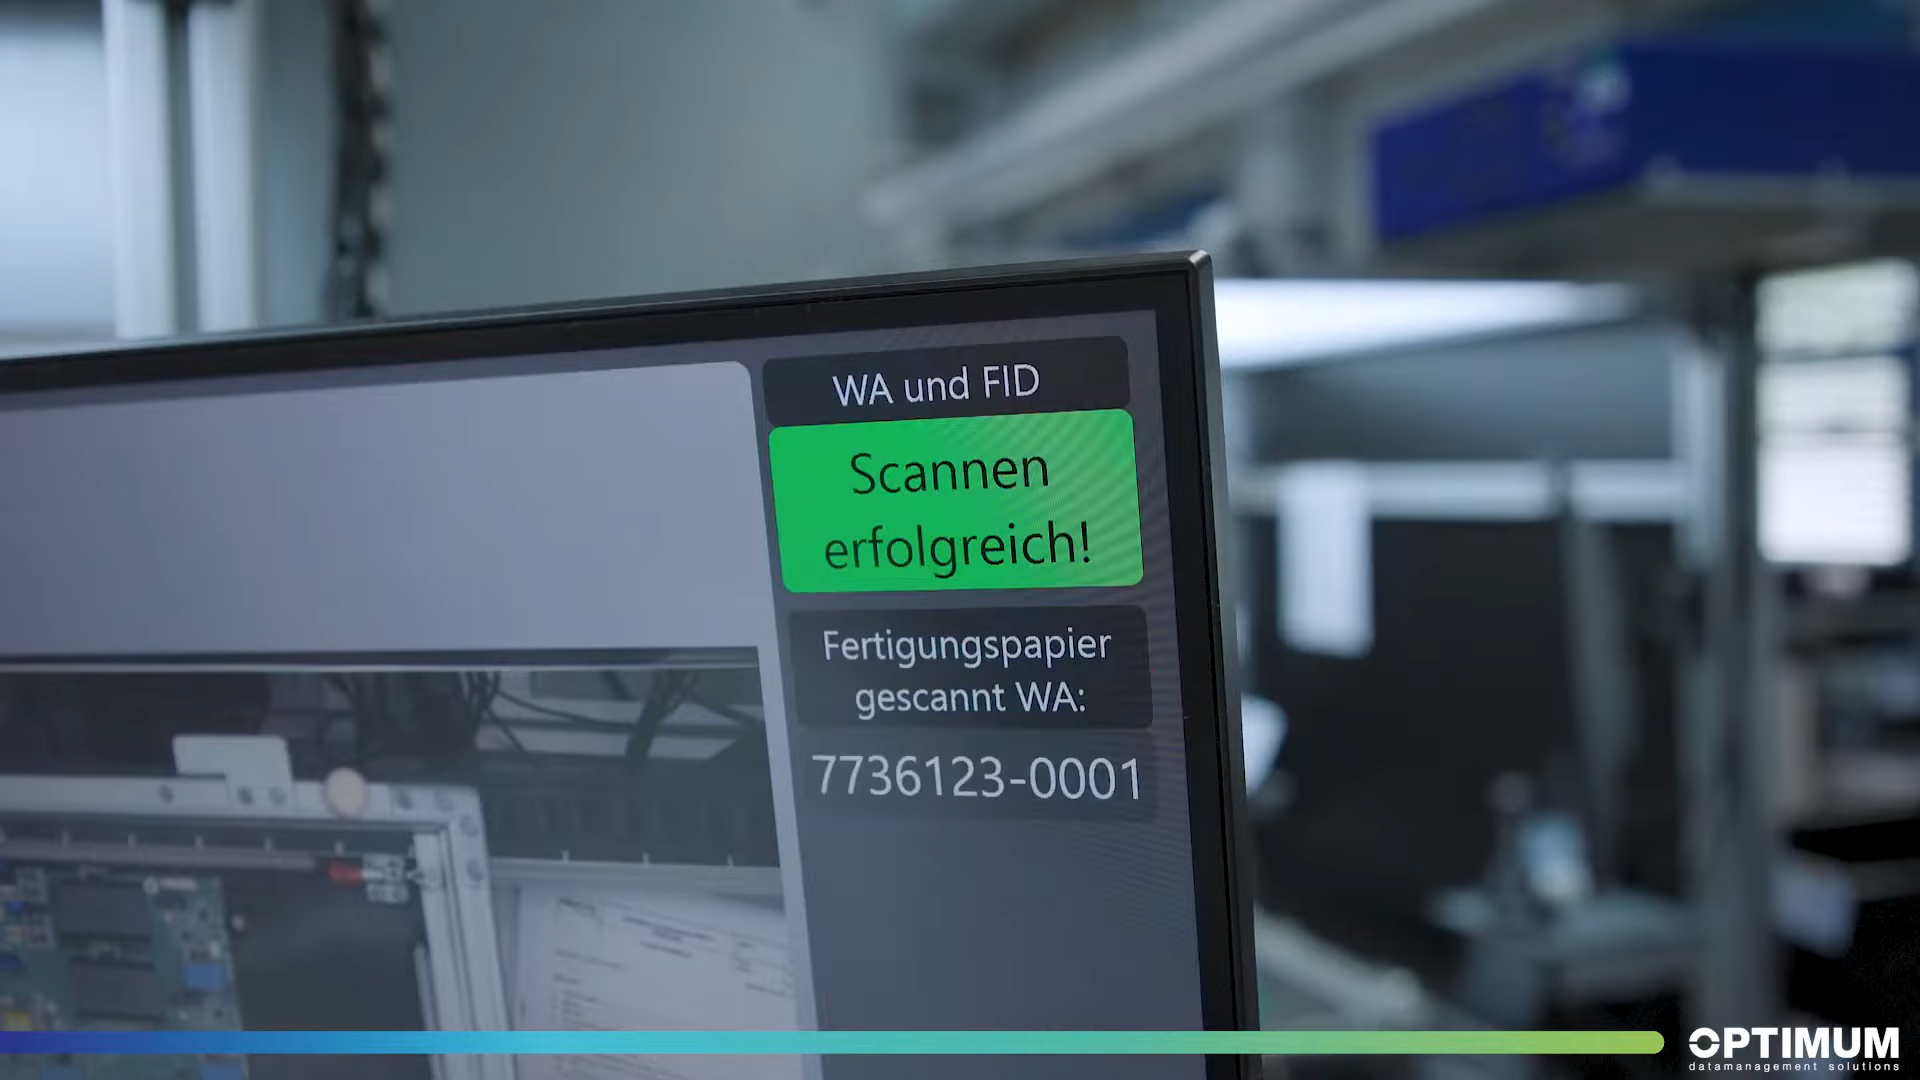 WA und FID
Scannen
erfolgreich!
Fertigungspapier
gescannt WA:
7736123-0001
OPTIMUM
datamanagement solutions